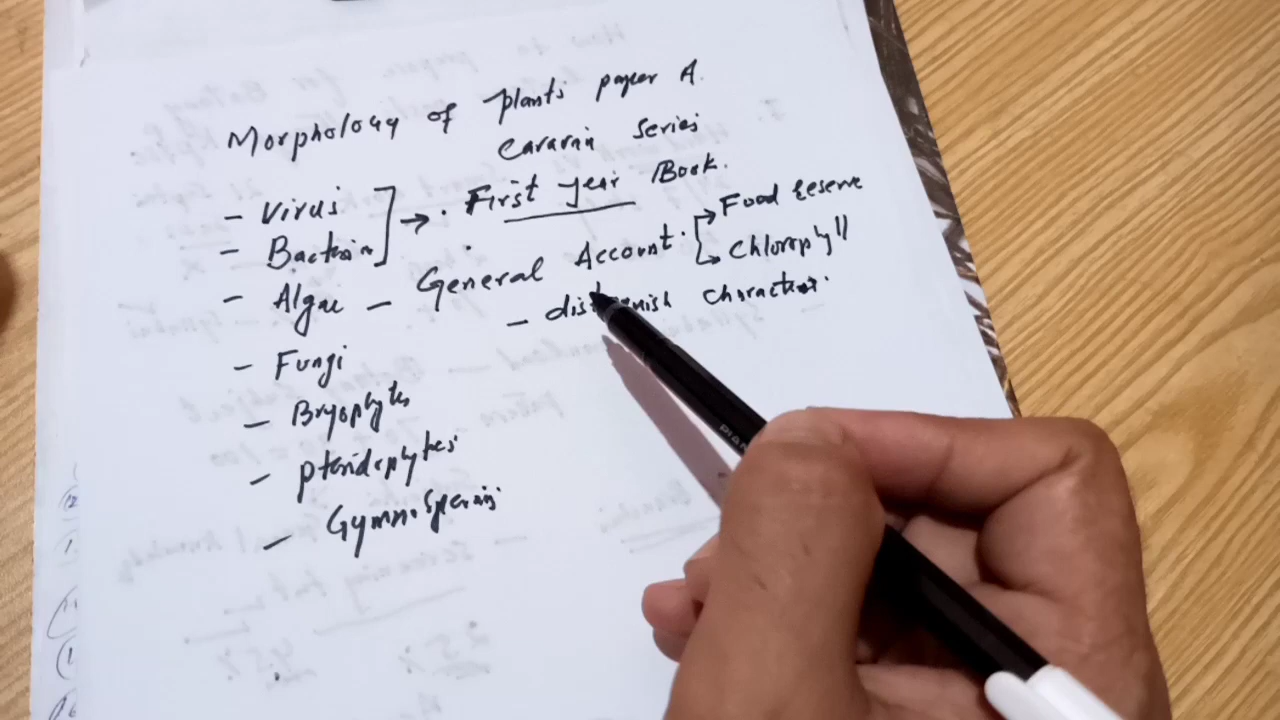 Morphology of plants paper A.
Caravan series
- Virus
- Bacteria
→ . First year Book.
- Algae - General Account. Food reserve
Chlorophyll
- distinguish character.
- Fungi
- Bryophytes
- pteridophytes
- Gymnosperms